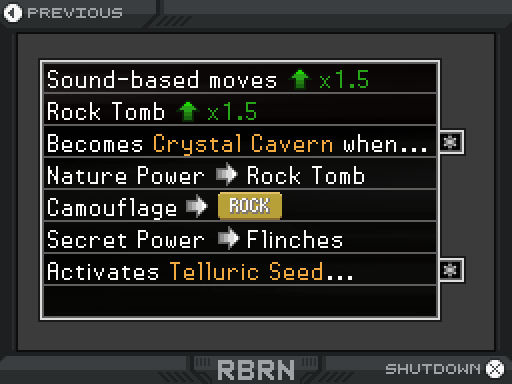 PREVIOUS
Sound-based moves x1.5
Rock Tomb x1.5
Becomes Crystal Cavern when...
Nature Power Rock Tomb
Camouflage ROCK
Secret Power Flinches
Activates Telluric Seed...
RBRN
SHUTDOWN